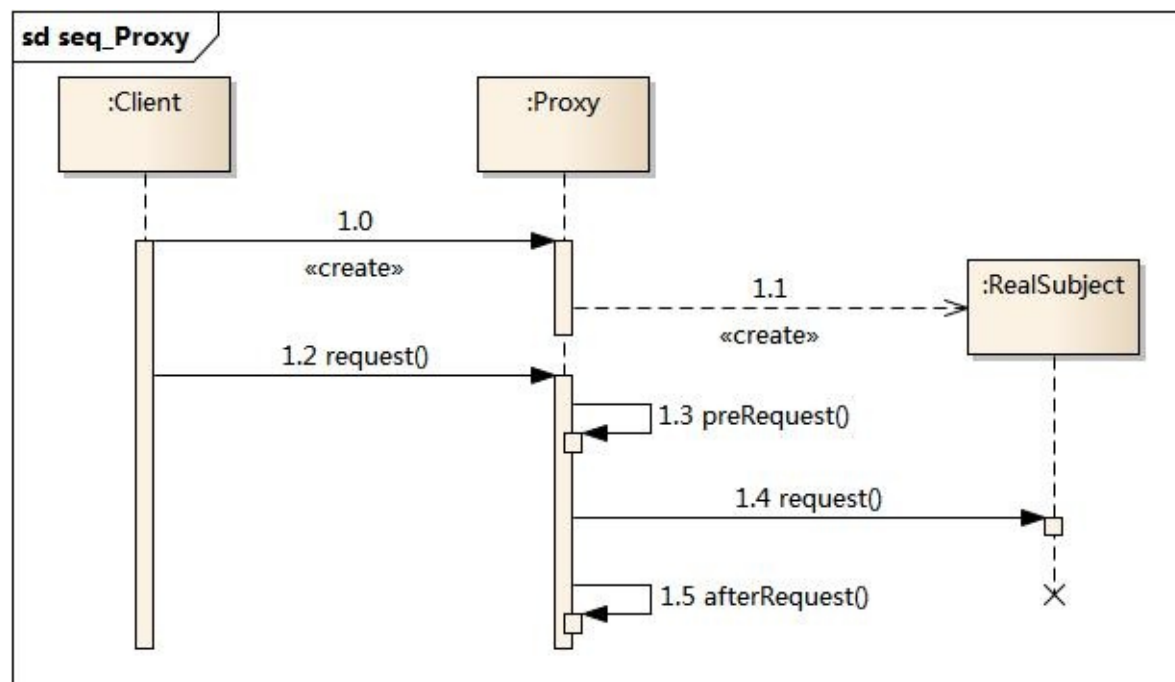 sd seq_Proxy
:Client
:Proxy
1.0
«create»
:RealSubject
1.1
«create»
1.2 request()
1.3 preRequest()
1.4 request()
1.5 afterRequest()